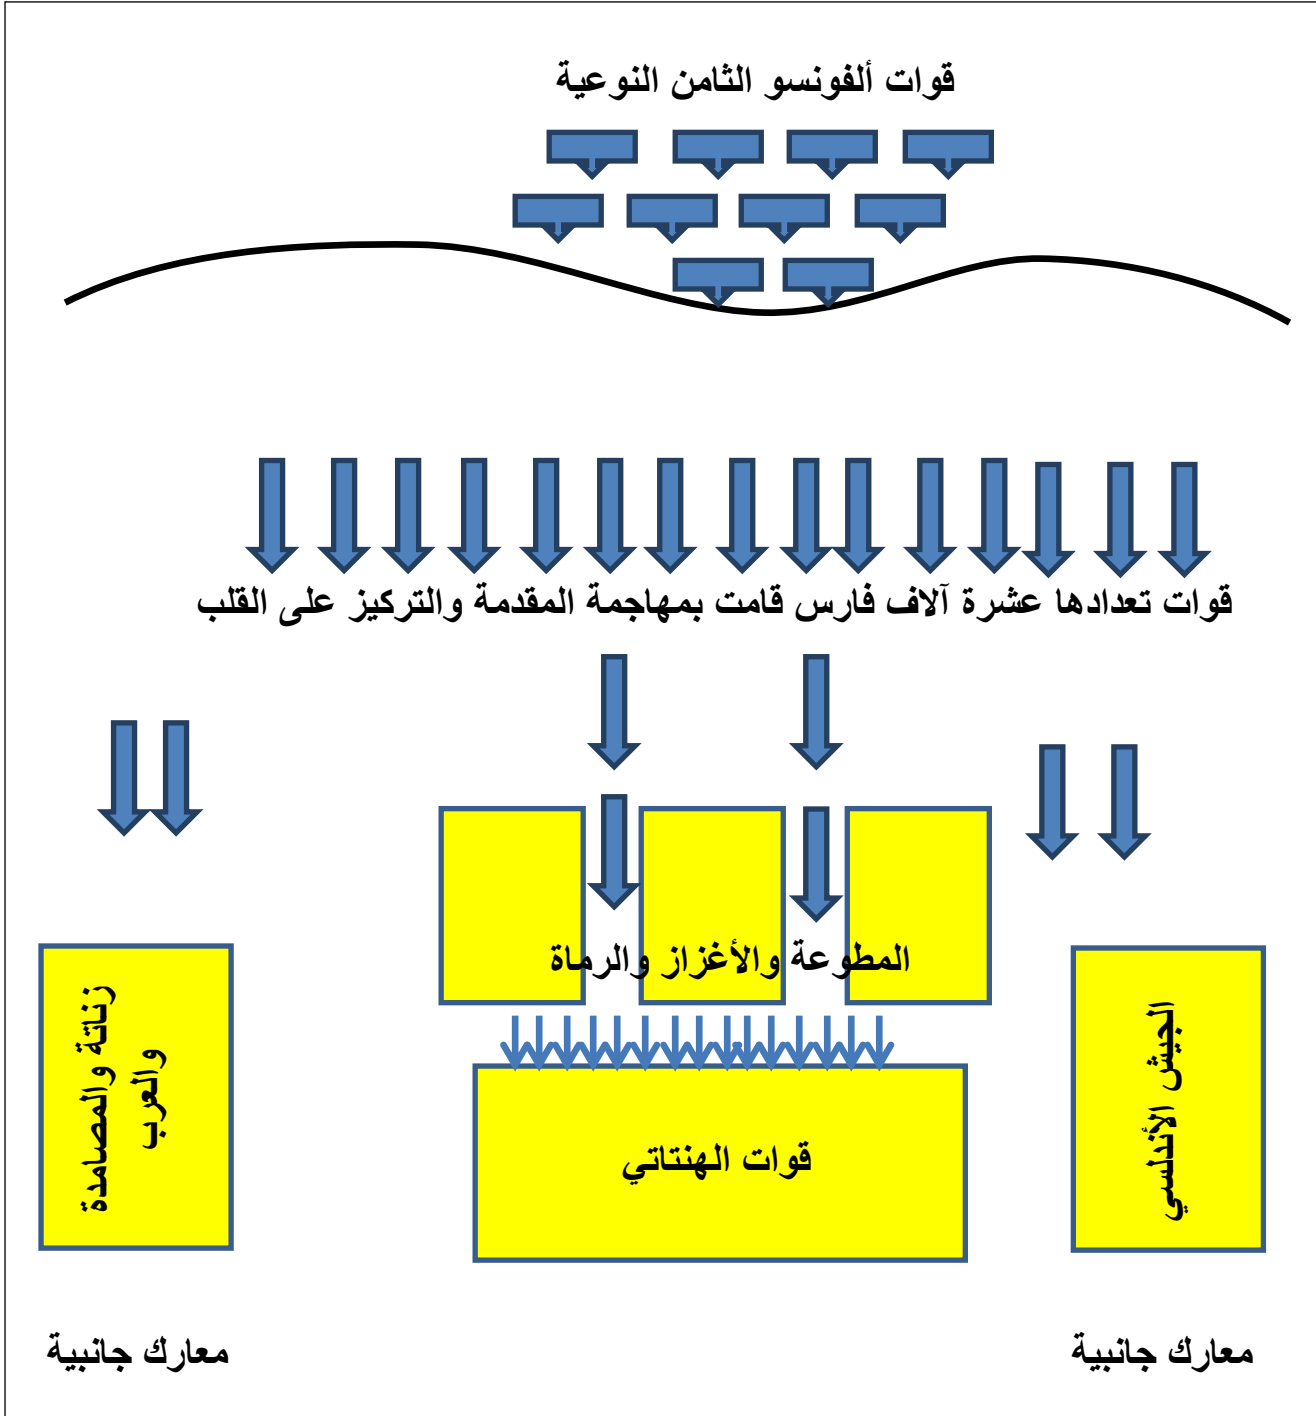 قوات ألفونسو الثامن النوعية
قوات تعدادها عشرة آلاف فارس قامت بمهاجمة المقدمة والتركيز على القلب
المطوعة والأغزاز والرماة
الجيش الأندلسي
قوات الهنتاتي
زناتة والمصامدة
والعرب
معارك جانبية
معارك جانبية